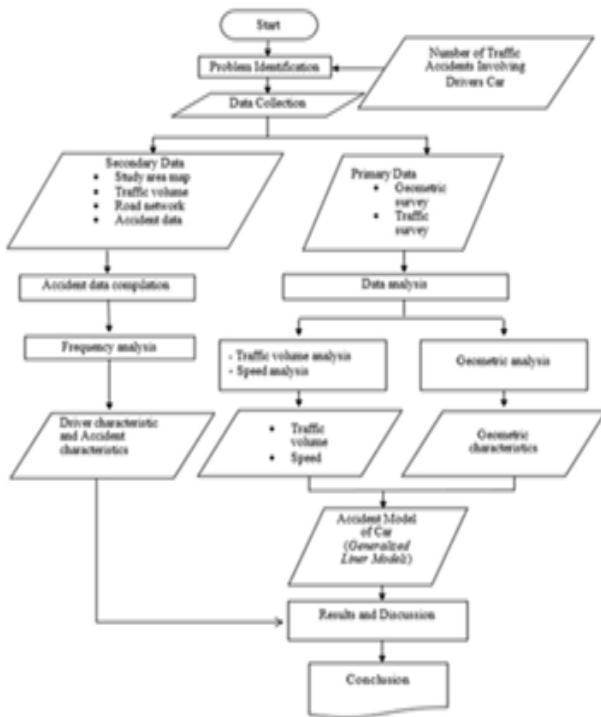 Start
Problem Identification
Number of Traffic
Accidents Involving
Drivers Car
Data Collection
Secondary Data
• Study area map
• Traffic volume
• Road network
• Accident data
Primary Data
• Geometric
survey
• Traffic
survey
Accident data compilation
Data analysis
Frequency analysis
- Traffic volume analysis
- Speed analysis
Geometric analysis
Driver characteristic
and Accident
characteristics
• Traffic
volume
• Speed
Geometric
characteristics
Accident Model
of Car
(Generalized
Liner Models)
Results and Discussion
Conclusion